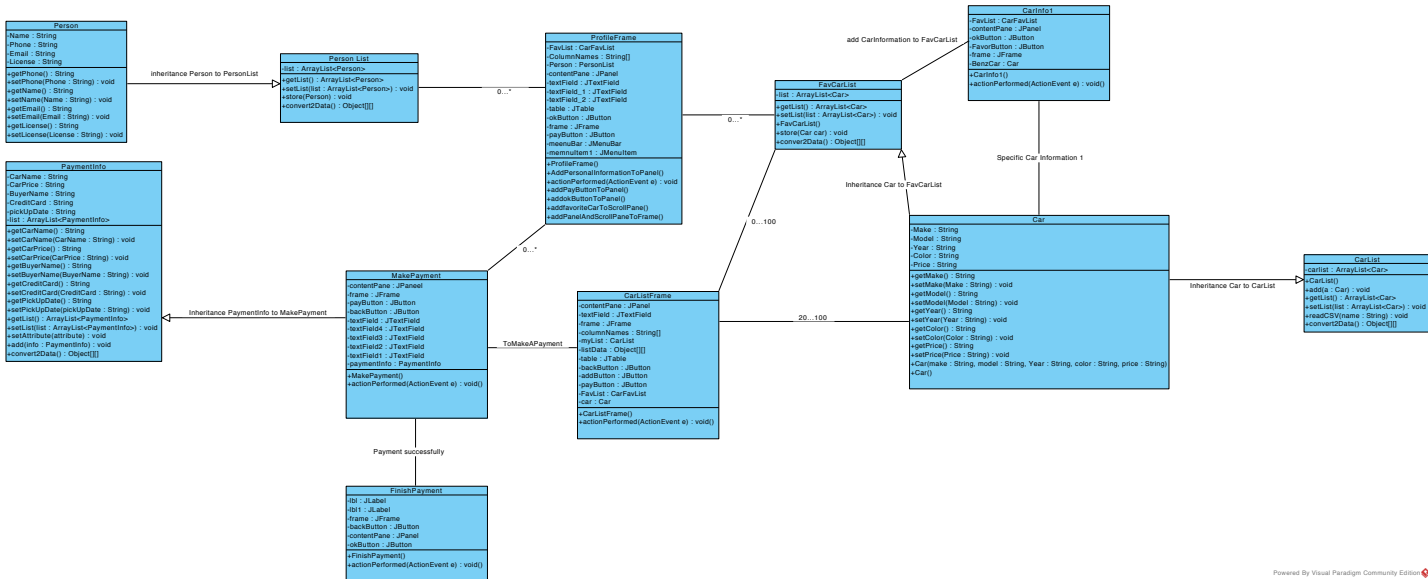 Person
-Name : String
-Phone : String
-Email : String
-License : String
+getPhone() : String
+setPhone(Phone : String) : void
+getName() : String
+setName(Name : String) : void
+getEmail() : String
+setEmail(Email : String) : void
+getLicense() : String
+setLicense(License : String) : void
inheritance Person to PersonList
Person List
-list : ArrayList<Person>
+getList() : ArrayList<Person>
+setList(list : ArrayList<Person>) : void
+store(Person) : void
+convert2Data() : Object[][]
0...*
ProfileFrame
-FavList : CarFavList
-ColumnNames : String[]
-Person : PersonList
-contentPane : JPanel
-textField : JTextField
-textField_1 : JTextField
-textField_2 : JTextField
-table : JTable
-okButton : JButton
-frame : JFrame
-payButton : JButton
-meenuBar : JMenuBar
-memnuItem1 : JMenuItem
+ProfileFrame()
+AddPersonalInformationToPanel()
+actionPerformed(ActionEvent e) : void
+addPayButtonToPanel()
+addokButtonToPanel()
+addfavoriteCarToScrollPane()
+addPanelAndScrollPaneToFrame()
0...*
FavCarList
-list : ArrayList<Car>
+getList() : ArrayList<Car>
+setList(list : ArrayList<Car>) : void
+FavCarList()
+store(Car car) : void
+conver2Data() : Object[][]
add CarInformation to FavCarList
CarInfo1
-FavList : CarFavList
-contentPane : JPanel
-okButton : JButton
-FavorButton : JButton
-frame : JFrame
-BenzCar : Car
+CarInfo1()
+actionPerformed(ActionEvent e) : void
Specific Car Information 1
Inheritance Car to FavCarList
0...100
0...*
PaymentInfo
-CarName : String
-CarPrice : String
-BuyerName : String
-CreditCard : String
-pickUpDate : String
-list : ArrayList<PaymentInfo>
+getCarName() : String
+setCarName(CarName : String) : void
+getCarPrice() : String
+setCarPrice(CarPrice : String) : void
+getBuyerName() : String
+setBuyerName(BuyerName : String) : void
+getCreditCard() : String
+setCreditCard(CreditCard : String) : void
+getPickUpDate() : String
+setPickUpDate(pickUpDate : String) : void
+getList() : ArrayList<PaymentInfo>
+setList(list : ArrayList<PaymentInfo>) : void
+setAttribute(attribute) : void
+add(info : PaymentInfo) : void
+convert2Data() : Object[][]
Inheritance PaymentInfo to MakePayment
MakePayment
-contentPane : JPaneel
-frame : JFrame
-payButton : JButton
-backButton : JButton
-textField : JTextField
-textField4 : JTextField
-textField3 : JTextField
-textField2 : JTextField
-textField1 : JTextField
-paymentInfo : PaymentInfo
+MakePayment()
+actionPerformed(ActionEvent e) : void()
ToMakeAPayment
CarListFrame
-contentPane : JPanel
-textField : JTextField
-frame : JFrame
-columnNames : String[]
-myList : CarList
-listData : Object[][]
-table : JTable
-backButton : JButton
-addButton : JButton
-payButton : JButton
-FavList : CarFavList
-car : Car
+CarListFrame()
+actionPerformed(ActionEvent e) : void()
20...100
Car
-Make : String
-Model : String
-Year : String
-Color : String
-Price : String
+getMake() : String
+setMake(Make : String) : void
+getModel() : String
+setModel(Model : String) : void
+getYear() : String
+setYear(Year : String) : void
+getColor() : String
+setColor(Color : String) : void
+getPrice() : String
+setPrice(Price : String) : void
+Car(make : String, model : String, Year : String, color : String, price : String)
+Car()
Inheritance Car to CarList
CarList
-carlist : ArrayList<Car>
+CarList()
+add(a : Car) : void
+getList() : ArrayList<Car>
+setList(list : ArrayList<Car>) : void
+readCSV(name : String) : void
+convert2Data() : Object[][]
Payment successfully
FinishPayment
-lbl : JLabel
-lbl1 : JLabel
-frame : JFrame
-backButton : JButton
-contentPane : JPanel
-okButton : JButton
+FinishPayment()
+actionPerformed(ActionEvent e) : void()
Powered By Visual Paradigm Community Edition